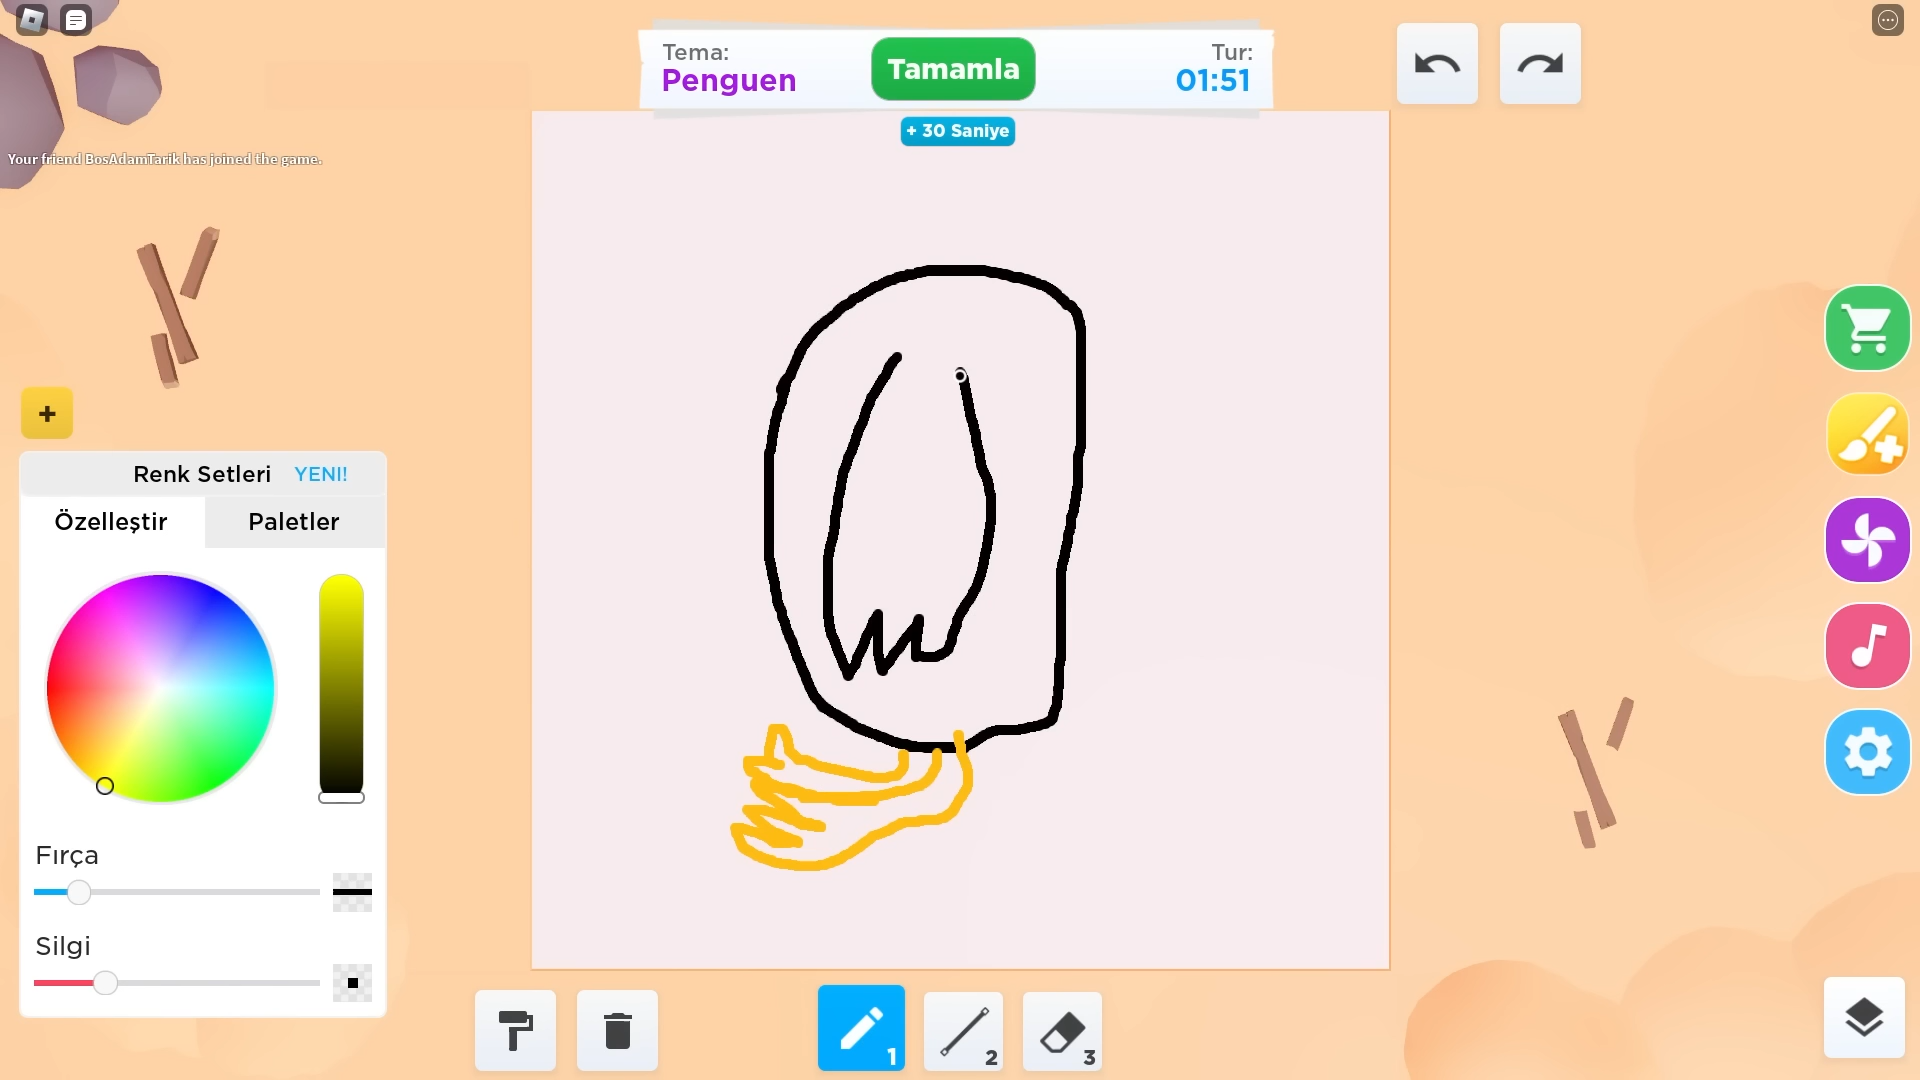 Tema:
Penguen
Tamamla
Tur:
01:51
+ 30 Saniye
Your friend BosAdamTarik has joined the game.
+
Renk Setleri YENI!
Özelleştir
Paletler
Fırça
Silgi
1
2
3